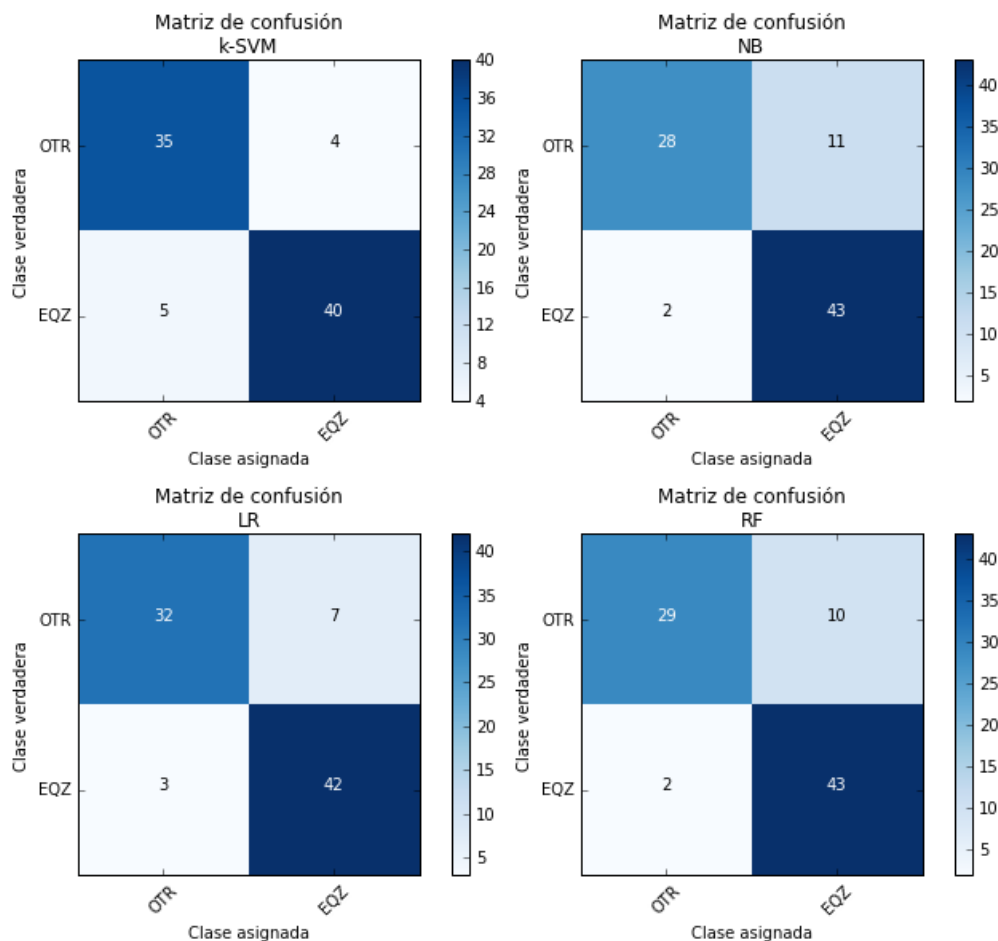 Matriz de confusión
k-SVM
OTR
EQZ
Clase verdadera
35
4
5
40
OTR
EQZ
Clase asignada
40
36
32
28
24
20
16
12
8
4
Matriz de confusión
NB
OTR
EQZ
Clase verdadera
28
11
2
43
OTR
EQZ
Clase asignada
40
35
30
25
20
15
10
5
Matriz de confusión
LR
OTR
EQZ
Clase verdadera
32
7
3
42
OTR
EQZ
Clase asignada
40
35
30
25
20
15
10
5
Matriz de confusión
RF
OTR
EQZ
Clase verdadera
29
10
2
43
OTR
EQZ
Clase asignada
40
35
30
25
20
15
10
5